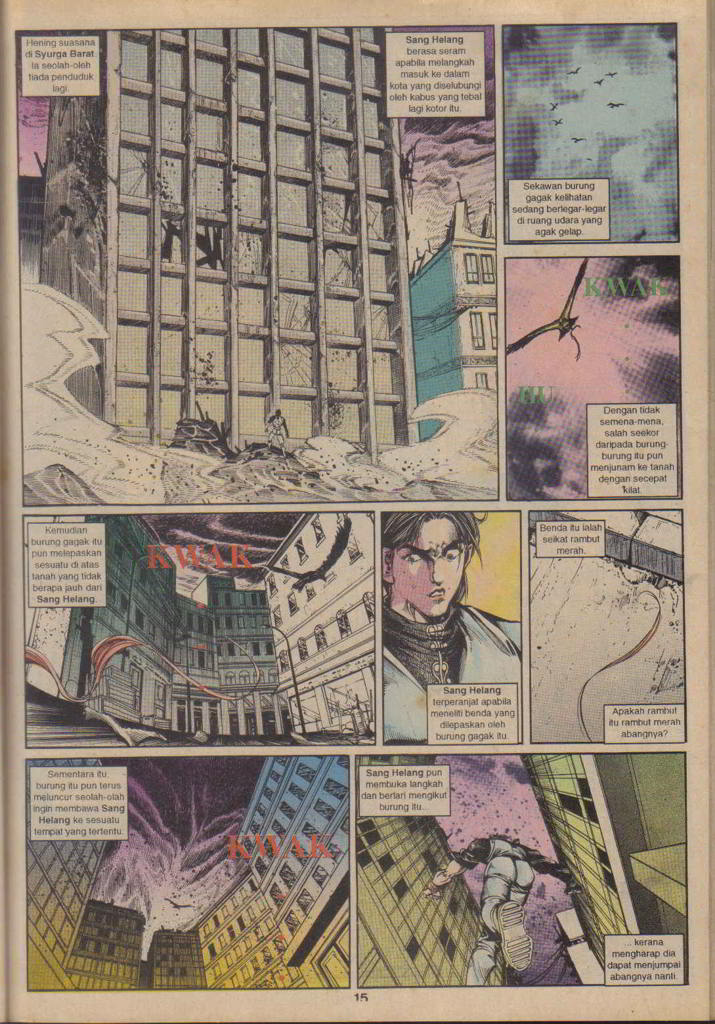 Hening suasana
di Syurga Barat.
Ia seolah-oleh
tiada penduduk
lagi.
Sang Helang
berasa seram
apabila melangkah
masuk ke dalam
kota yang diselubungi
oleh kabus yang tebal
lagi kotor itu.
Sekawan burung
gagak kelihatan
sedang berlegar-legar
di ruang udara yang
agak gelap.
KWAK
HU
Dengan tidak
semena-mena,
salah seekor
daripada burung-
burung itu pun
menjunam ke tanah
dengan secepat
kilat.
Kemudian
burung gagak itu
pun melepaskan
sesuatu di atas
tanah yang tidak
berapa jauh dari
Sang Helang.
KWAK
Sang Helang
terperanjat apabila
meneliti benda yang
dilepaskan oleh
burung gagak itu.
Benda itu ialah
seikat rambut
merah.
Apakah rambut
itu rambut merah
abangnya?
Sementara itu,
burung itu pun terus
meluncur seolah-olah
ingin membawa Sang
Helang ke sesuatu
tempat yang tertentu.
KWAK
Sang Helang pun
membuka langkah
dan berlari mengikut
burung itu...
... kerana
mengharap dia
dapat menjumpai
abangnya nanti.
15